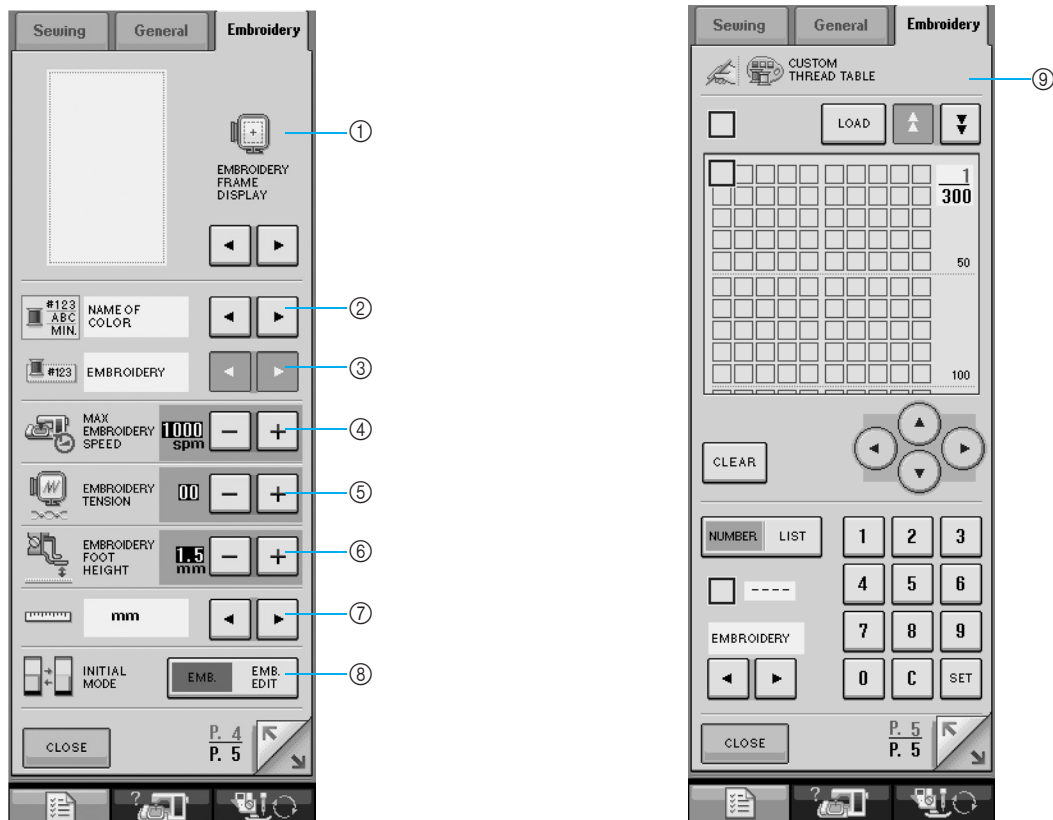 Sewing General Embroidery
①
EMBROIDERY
FRAME
DISPLAY
#123
ABC
MIN.
NAME OF
COLOR
②
#123
EMBROIDERY
③
MAX
EMBROIDERY
SPEED
1000
spm
− +
④
EMBROIDERY
TENSION
00
− +
⑤
EMBROIDERY
FOOT
HEIGHT
1.5
mm
− +
⑥
mm
⑦
INITIAL
MODE
EMB.
EMB.
EDIT
⑧
CLOSE
P. 4
P. 5
?
Sewing General Embroidery
CUSTOM
THREAD TABLE
⑨
LOAD
1
300
50
100
CLEAR
NUMBER LIST
1 2 3
----
4 5 6
EMBROIDERY
7 8 9
0 C SET
CLOSE
P. 5
P. 5
?